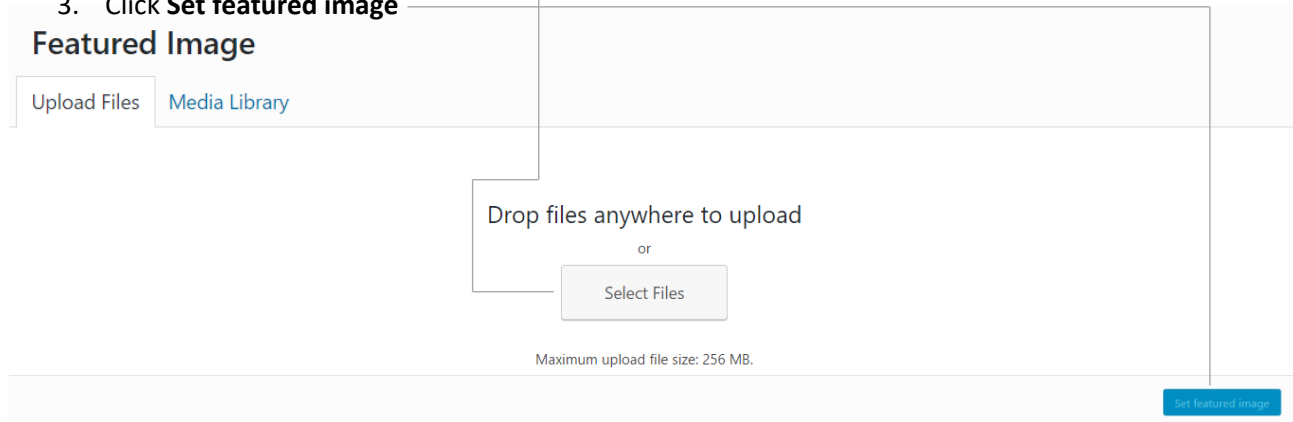 3. Click Set featured image
Featured Image
Upload Files Media Library
Drop files anywhere to upload
or
Select Files
Maximum upload file size: 256 MB.
Set featured image